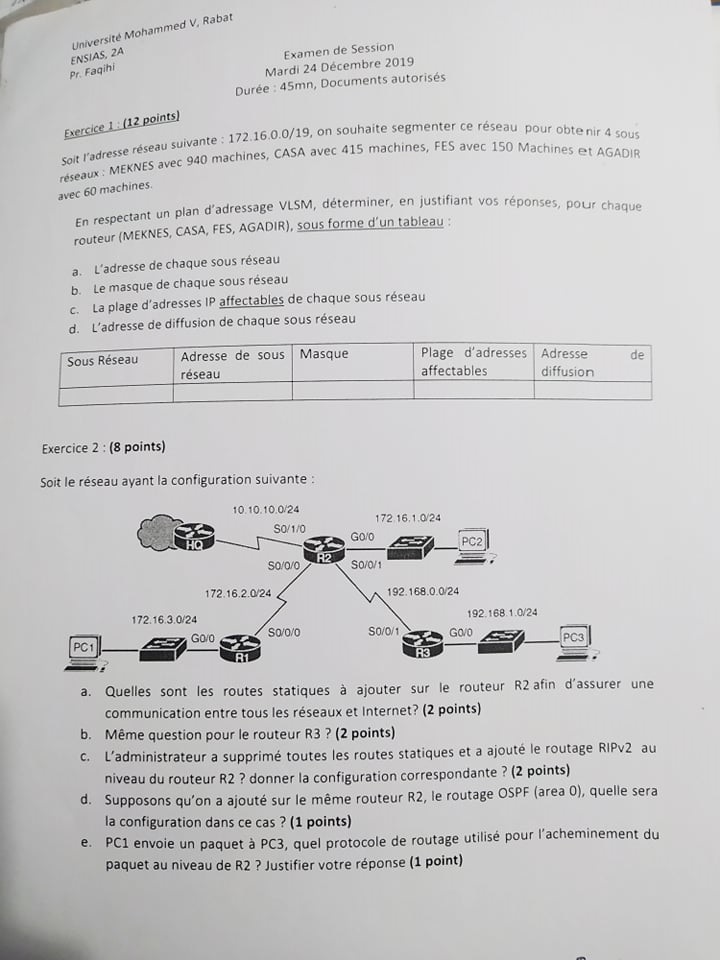 Université Mohammed V, Rabat
ENSIAS, 2A
Pr. Faqihi
Examen de Session
Mardi 24 Décembre 2019
Durée : 45mn, Documents autorisés
Exercice 1 : (12 points)
Soit l'adresse réseau suivante : 172.16.0.0/19, on souhaite segmenter ce réseau pour obtenir 4 sous
réseaux : MEKNES avec 940 machines, CASA avec 415 machines, FES avec 150 Machines et AGADIR
avec 60 machines.
En respectant un plan d'adressage VLSM, déterminer, en justifiant vos réponses, pour chaque
routeur (MEKNES, CASA, FES, AGADIR), sous forme d'un tableau :
a. L'adresse de chaque sous réseau
b. Le masque de chaque sous réseau
c. La plage d'adresses IP affectables de chaque sous réseau
d. L'adresse de diffusion de chaque sous réseau
Sous Réseau Adresse de sous réseau Masque Plage d'adresses affectables Adresse de diffusion
Exercice 2 : (8 points)
Soit le réseau ayant la configuration suivante :
10.10.10.0/24
172.16.1.0/24
S0/1/0
G0/0
HQ
R2
PC2
S0/0/0
S0/0/1
172.16.2.0/24
192.168.0.0/24
172.16.3.0/24
192.168.1.0/24
G0/0
S0/0/0
S0/0/1
G0/0
PC1
R1
R3
PC3
a. Quelles sont les routes statiques à ajouter sur le routeur R2 afin d'assurer une
communication entre tous les réseaux et Internet? (2 points)
b. Même question pour le routeur R3 ? (2 points)
c. L'administrateur a supprimé toutes les routes statiques et a ajouté le routage RIPv2 au
niveau du routeur R2 ? donner la configuration correspondante ? (2 points)
d. Supposons qu'on a ajouté sur le même routeur R2, le routage OSPF (area 0), quelle sera
la configuration dans ce cas ? (1 points)
e. PC1 envoie un paquet à PC3, quel protocole de routage utilisé pour l'acheminement du
paquet au niveau de R2 ? Justifier votre réponse (1 point)